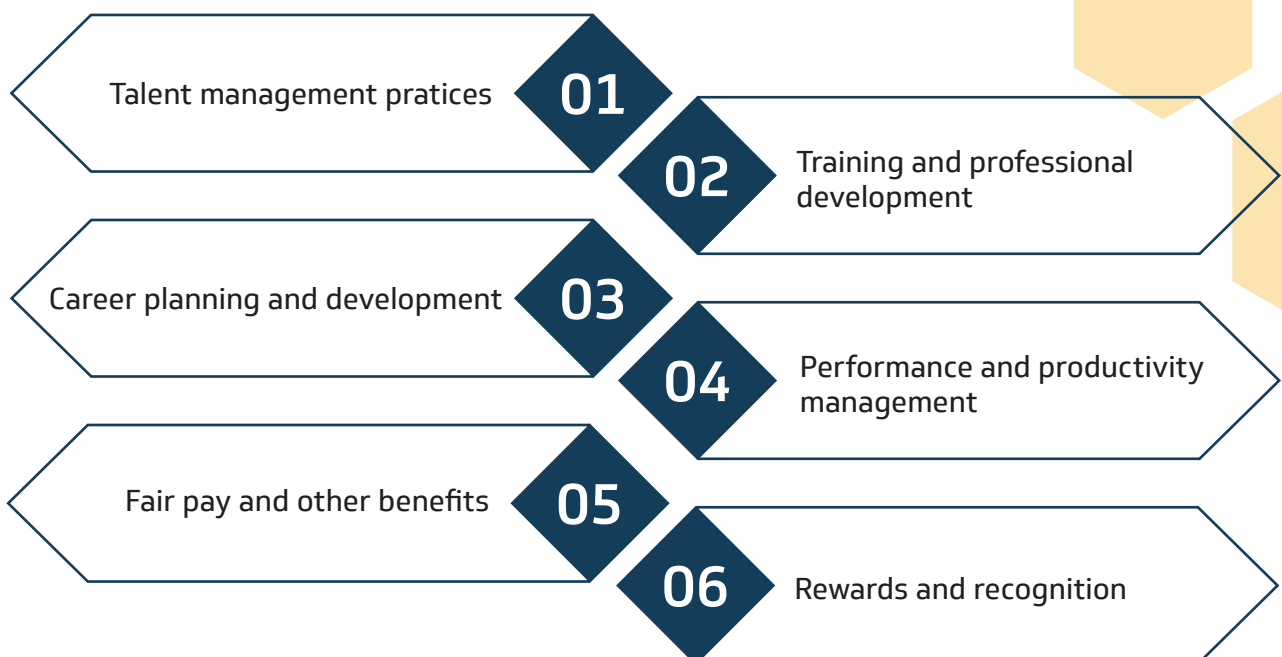 Talent management pratices
01
02
Training and professional
development
Career planning and development
03
04
Performance and productivity
management
Fair pay and other benefits
05
06
Rewards and recognition